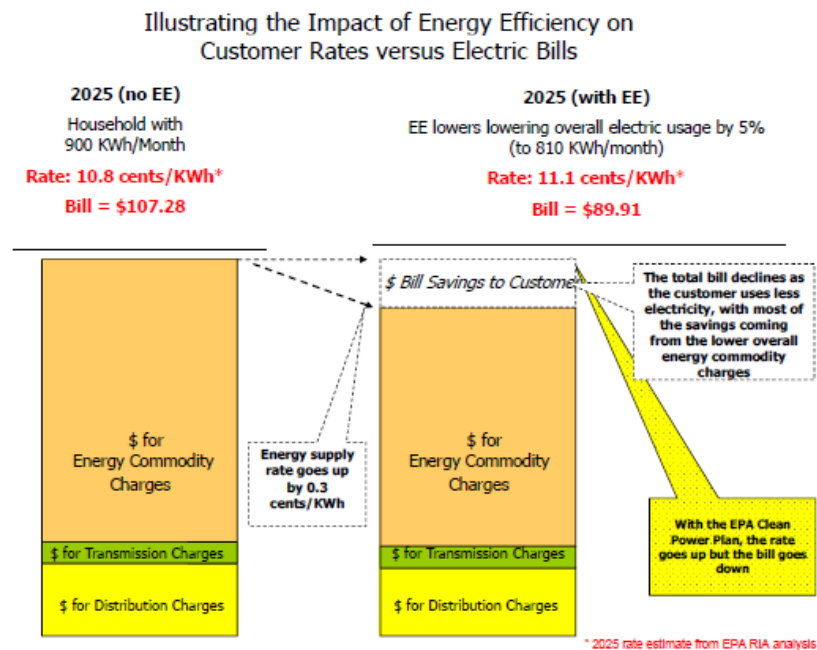 Illustrating the Impact of Energy Efficiency on
Customer Rates versus Electric Bills
2025 (no EE)
Household with
900 KWh/Month
Rate: 10.8 cents/KWh*
Bill = $107.28
2025 (with EE)
EE lowers lowering overall electric usage by 5%
(to 810 KWh/month)
Rate: 11.1 cents/KWh*
Bill = $89.91
$ for
Energy Commodity
Charges
$ for Transmission Charges
$ for Distribution Charges
Energy supply
rate goes up
by 0.3
cents/KWh
$ Bill Savings to Custome
$ for
Energy Commodity
Charges
$ for Transmission Charges
$ for Distribution Charges
The total bill declines as
the customer uses less
electricity, with most of
the savings coming
from the lower overall
energy commodity
charges
With the EPA Clean
Power Plan, the rate
goes up but the bill goes
down
* 2025 rate estimate from EPA RIA analysis